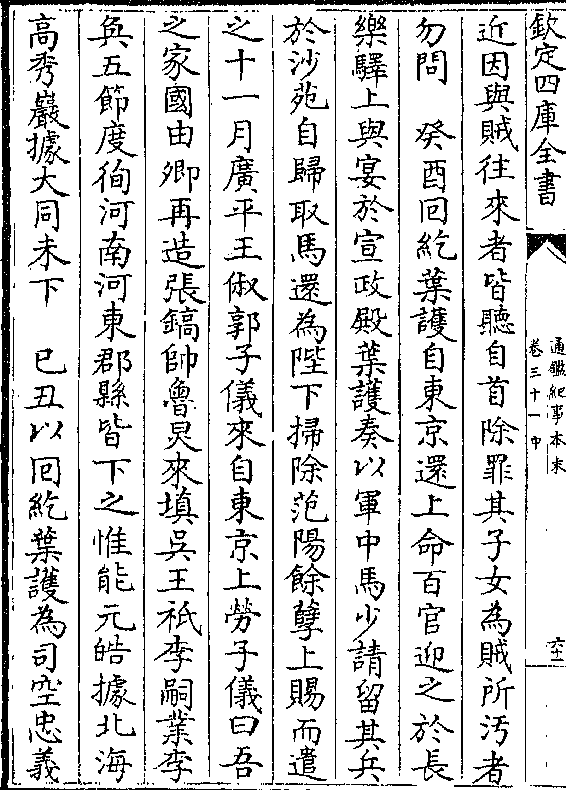 欽定四庫全書
通鑑紀事本末
卷三十一中
六十一
近因與賊往來者皆聽自首除罪其子女為賊所污者
勿問　癸酉囘紇葉護自東京還上命百官迎之於長
樂驛上與宴於宣政殿葉護奏以軍中馬少請留其兵
於沙苑自歸取馬還為陛下掃除范陽餘孽上賜而遣
之十一月廣平王俶郭子儀來自東京上勞子儀曰吾
之家國由卿再造張鎬帥魯炅來瑱吳王祗李嗣業李
奐五節度徇河南河東郡縣皆下之惟能元皓據北海
高秀巖據大同未下　已丑以囘紇葉護為司空忠義